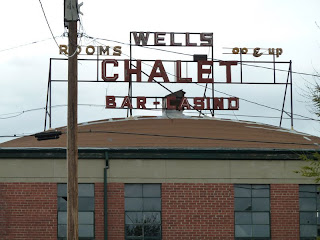 WELLS
ROOMS
CHALET
BAR - CASINO